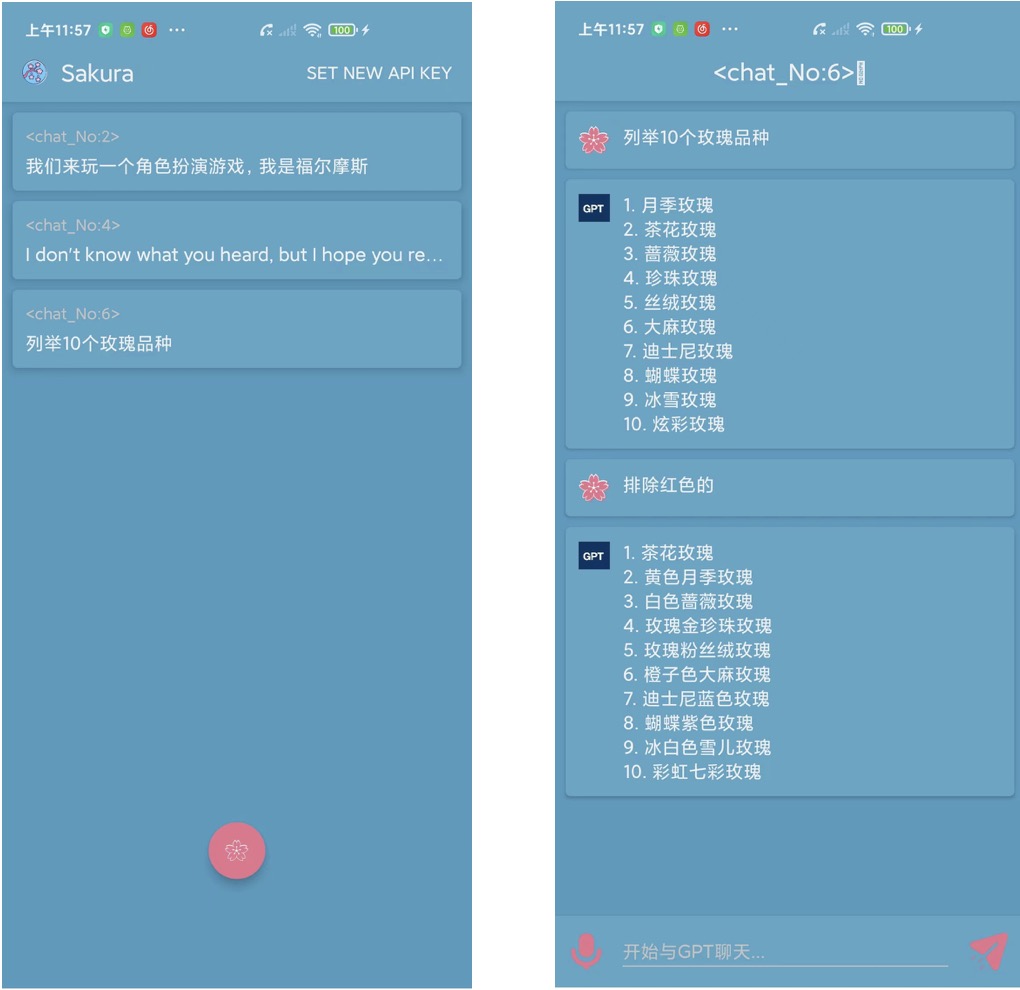 上午11:57
100
Sakura
SET NEW API KEY
<chat_No:2>
我们来玩一个角色扮演游戏，我是福尔摩斯
<chat_No:4>
I don't know what you heard, but I hope you re...
<chat_No:6>
列举10个玫瑰品种
上午11:57
100
<chat_No:6>
列举10个玫瑰品种
GPT
1. 月季玫瑰
2. 茶花玫瑰
3. 蔷薇玫瑰
4. 珍珠玫瑰
5. 丝绒玫瑰
6. 大麻玫瑰
7. 迪士尼玫瑰
8. 蝴蝶玫瑰
9. 冰雪玫瑰
10. 炫彩玫瑰
排除红色的
GPT
1. 茶花玫瑰
2. 黄色月季玫瑰
3. 白色蔷薇玫瑰
4. 玫瑰金珍珠玫瑰
5. 玫瑰粉丝绒玫瑰
6. 橙子色大麻玫瑰
7. 迪士尼蓝色玫瑰
8. 蝴蝶紫色玫瑰
9. 冰白色雪儿玫瑰
10. 彩虹七彩玫瑰
开始与GPT聊天...